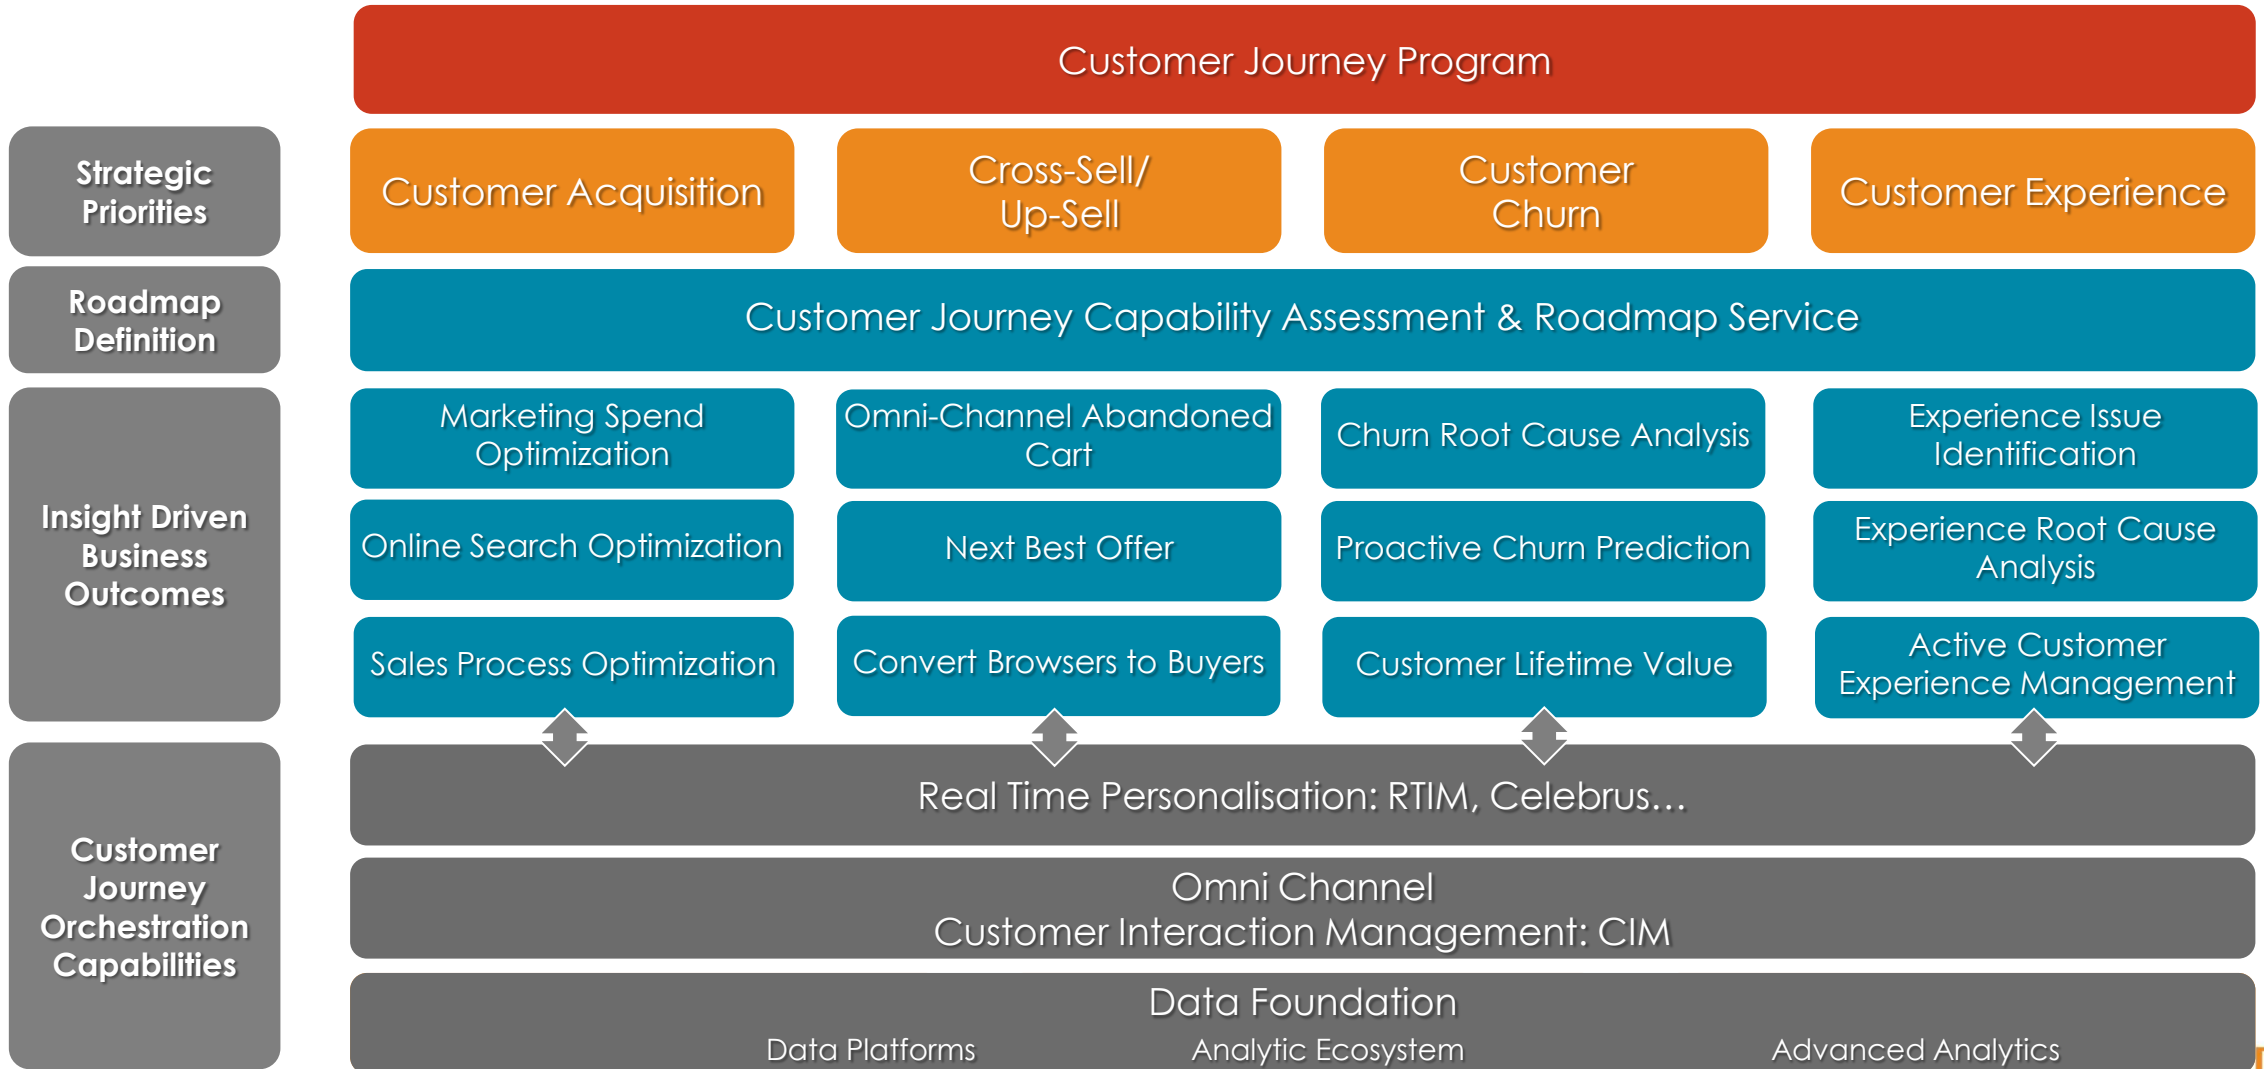 Customer Journey Program
Strategic
Priorities
Customer Acquisition
Cross-Sell/
Up-Sell
Customer
Churn
Customer Experience
Roadmap
Definition
Customer Journey Capability Assessment & Roadmap Service
Insight Driven
Business
Outcomes
Marketing Spend
Optimization
Omni-Channel Abandoned
Cart
Churn Root Cause Analysis
Experience Issue
Identification
Online Search Optimization
Next Best Offer
Proactive Churn Prediction
Experience Root Cause
Analysis
Sales Process Optimization
Convert Browsers to Buyers
Customer Lifetime Value
Active Customer
Experience Management
Customer
Journey
Orchestration
Capabilities
Real Time Personalisation: RTIM, Celebrus…
Omni Channel
Customer Interaction Management: CIM
Data Foundation
Data Platforms
Analytic Ecosystem
Advanced Analytics